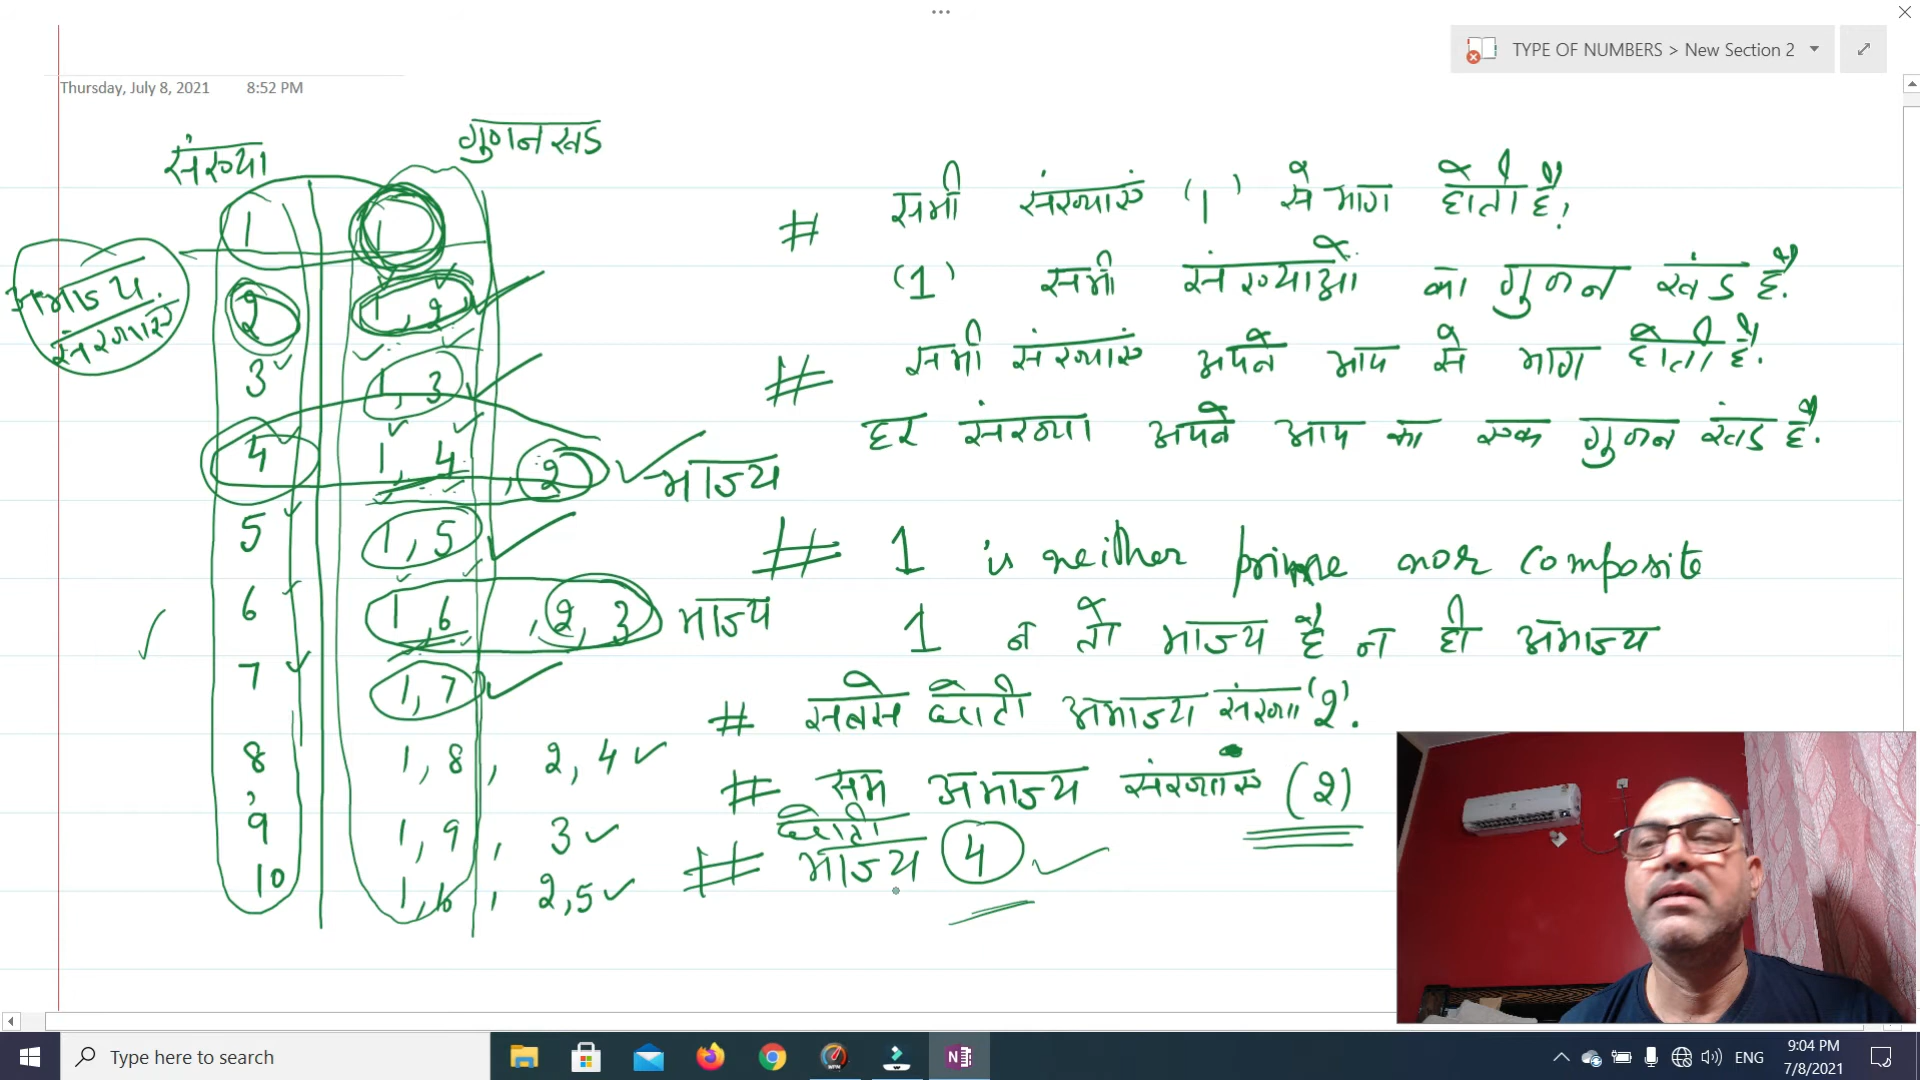 TYPE OF NUMBERS > New Section 2
Thursday, July 8, 2021 8:52 PM
संख्या गुणनखंड
1 1
2 1, 2
3 1, 3
4 1, 4, 2 भाज्य
5 1, 5
6 1, 6, 2, 3 भाज्य
7 1, 7
8 1, 8, 2, 4
9 1, 9, 3
10 2, 5
अभाज्य
संख्याएं
# सभी संख्याएं '1' से भाग होती हैं।
(1) सभी संख्याओं का गुणन खंड है.
# सभी संख्याएं अपने आप से भाग होती हैं.
हर संख्या अपने आप का एक गुणन खंड है.
# 1 is neither prime nor composite
1 न तो भाज्य है न ही अभाज्य
# सबसे छोटी अभाज्य संख्या '2'.
# सम अभाज्य संख्याएं (2)
# छोटी भाज्य 4
Type here to search
ENG
9:04 PM
7/8/2021